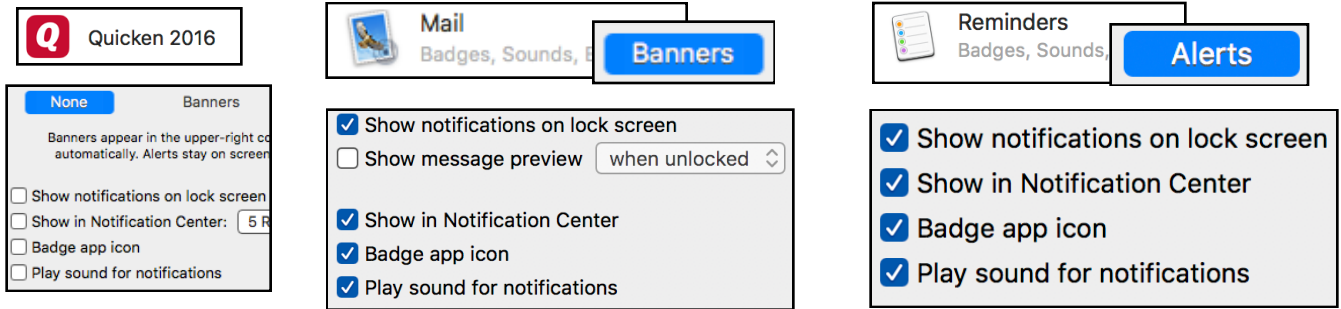 Quicken 2016
None Banners
Banners appear in the upper-right co
automatically. Alerts stay on screen
Show notifications on lock screen
Show in Notification Center: 5 R
Badge app icon
Play sound for notifications
Mail
Badges, Sounds, B
Banners
Show notifications on lock screen
Show message preview when unlocked
Show in Notification Center
Badge app icon
Play sound for notifications
Reminders
Badges, Sounds,
Alerts
Show notifications on lock screen
Show in Notification Center
Badge app icon
Play sound for notifications